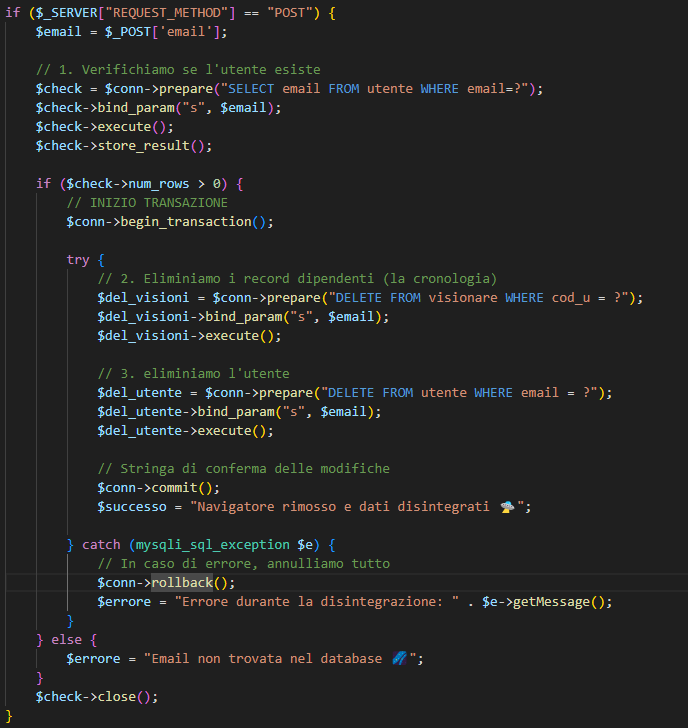 if ($_SERVER["REQUEST_METHOD"] == "POST") {
    $email = $_POST['email'];

    // 1. Verifichiamo se l'utente esiste
    $check = $conn->prepare("SELECT email FROM utente WHERE email=?");
    $check->bind_param("s", $email);
    $check->execute();
    $check->store_result();

    if ($check->num_rows > 0) {
        // INIZIO TRANSAZIONE
        $conn->begin_transaction();

        try {
            // 2. Eliminiamo i record dipendenti (la cronologia)
            $del_visioni = $conn->prepare("DELETE FROM visionare WHERE cod_u = ?");
            $del_visioni->bind_param("s", $email);
            $del_visioni->execute();

            // 3. eliminiamo l'utente
            $del_utente = $conn->prepare("DELETE FROM utente WHERE email = ?");
            $del_utente->bind_param("s", $email);
            $del_utente->execute();

            // Stringa di conferma delle modifiche
            $conn->commit();
            $successo = "Navigatore rimosso e dati disintegrati 🛸";

        } catch (mysqli_sql_exception $e) {
            // In caso di errore, annulliamo tutto
            $conn->rollback();
            $errore = "Errore durante la disintegrazione: " . $e->getMessage();
        }
    } else {
        $errore = "Email non trovata nel database 🌌";
    }
    $check->close();
}